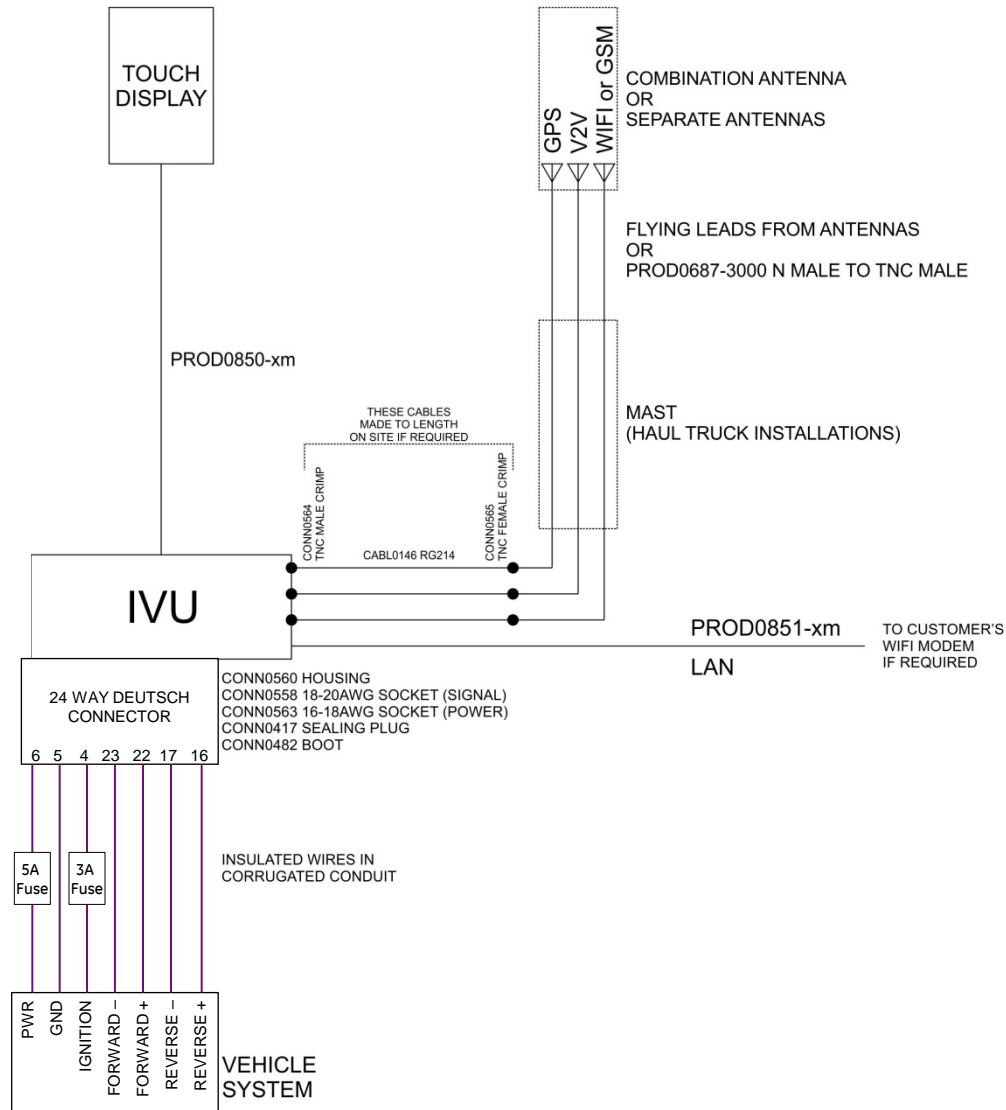 TOUCH
DISPLAY
GPS
V2V
WIFI or GSM
COMBINATION ANTENNA
OR
SEPARATE ANTENNAS
FLYING LEADS FROM ANTENNAS
OR
PROD0687-3000 N MALE TO TNC MALE
PROD0850-xm
THESE CABLES
MADE TO LENGTH
ON SITE IF REQUIRED
MAST
(HAUL TRUCK INSTALLATIONS)
CONN0564
TNC MALE CRIMP
CONN0565
TNC FEMALE CRIMP
CABL0146 RG214
IVU
PROD0851-xm
LAN
TO CUSTOMER'S
WIFI MODEM
IF REQUIRED
24 WAY DEUTSCH
CONNECTOR
CONN0560 HOUSING
CONN0558 18-20AWG SOCKET (SIGNAL)
CONN0563 16-18AWG SOCKET (POWER)
CONN0417 SEALING PLUG
CONN0482 BOOT
6 5 4 23 22 17 16
5A
Fuse
3A
Fuse
INSULATED WIRES IN
CORRUGATED CONDUIT
PWR
GND
IGNITION
FORWARD –
FORWARD +
REVERSE –
REVERSE +
VEHICLE
SYSTEM